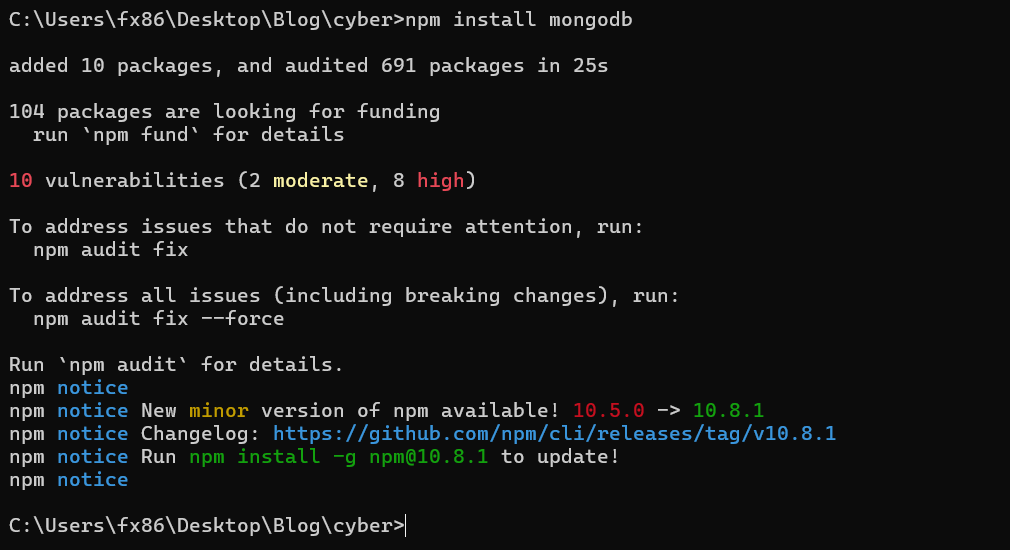 C:\Users\fx86\Desktop\Blog\cyber>npm install mongodb
added 10 packages, and audited 691 packages in 25s
104 packages are looking for funding
  run `npm fund` for details
10 vulnerabilities (2 moderate, 8 high)
To address issues that do not require attention, run:
  npm audit fix
To address all issues (including breaking changes), run:
  npm audit fix --force
Run `npm audit` for details.
npm notice
npm notice New minor version of npm available! 10.5.0 -> 10.8.1
npm notice Changelog: https://github.com/npm/cli/releases/tag/v10.8.1
npm notice Run npm install -g npm@10.8.1 to update!
npm notice
C:\Users\fx86\Desktop\Blog\cyber>